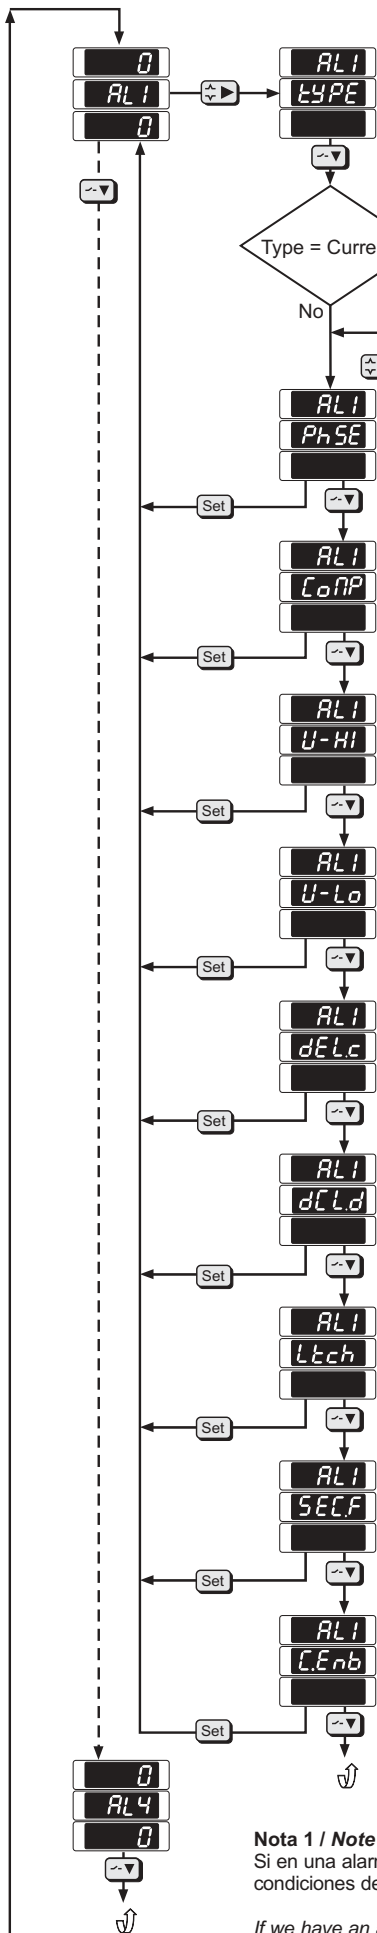 0
AL1
0
AL1
tYPE
Type = Curre
No
AL1
PhSE
Set
AL1
CoMP
Set
AL1
U-HI
Set
AL1
U-Lo
Set
AL1
dEL.c
Set
AL1
dCL.d
Set
AL1
Ltch
Set
AL1
SEC.F
Set
AL1
C.Enb
Set
0
AL4
0
Nota 1 / Note
Si en una alarm
condiciones de
If we have an a